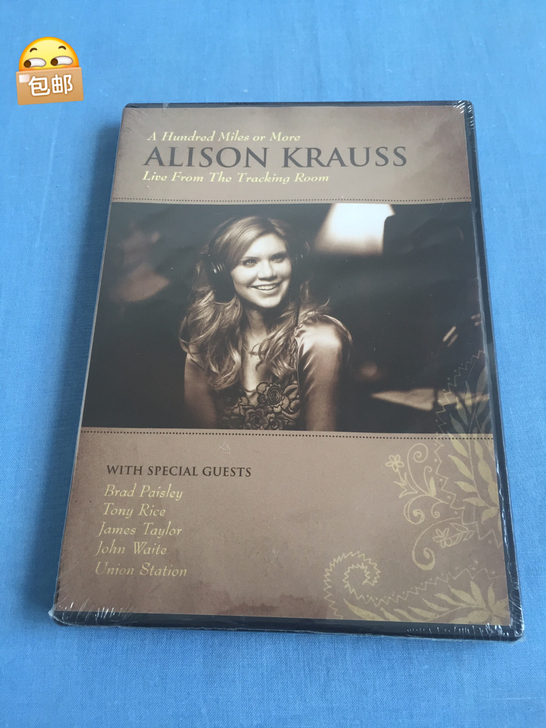 包邮
A Hundred Miles or More
ALISON KRAUSS
Live From The Tracking Room
WITH SPECIAL GUESTS
Brad Paisley
Tony Rice
James Taylor
John Waite
Union Station